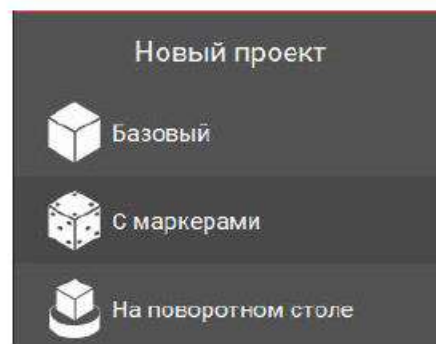 Новый проект
Базовый
С маркерами
На поворотном столе